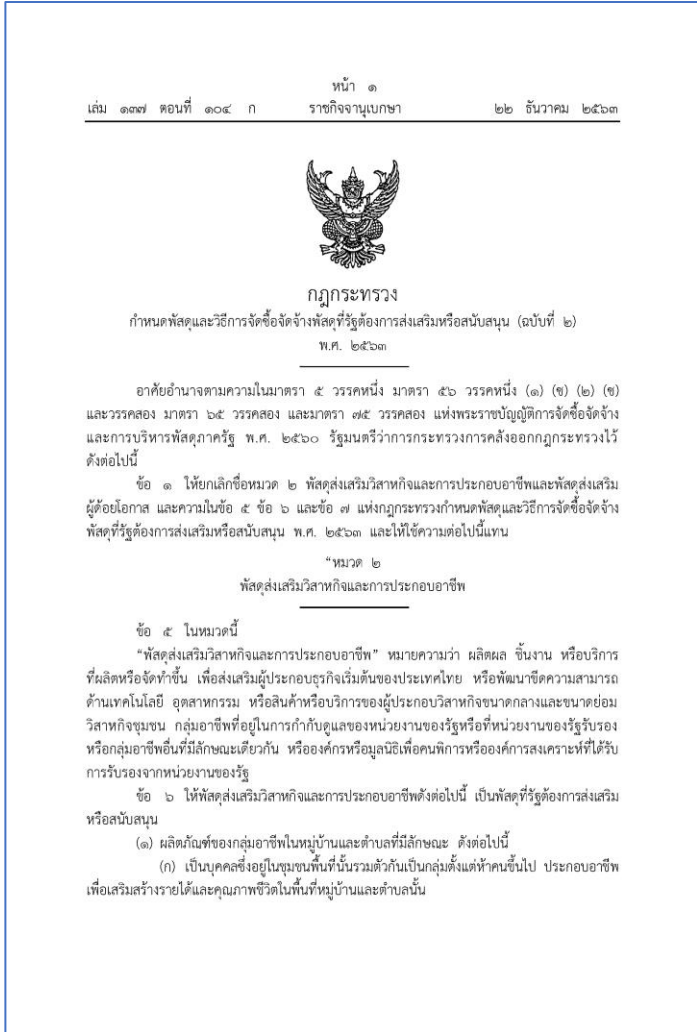 หน้า ๑
เล่ม ๑๓๗ ตอนที่ ๑๐๔ ก ราชกิจจานุเบกษา ๒๒ ธันวาคม ๒๕๖๓
กฎกระทรวง
กำหนดพัสดุและวิธีการจัดซื้อจัดจ้างพัสดุที่รัฐต้องการส่งเสริมหรือสนับสนุน (ฉบับที่ ๒)
พ.ศ. ๒๕๖๓
อาศัยอำนาจตามความในมาตรา ๕ วรรคหนึ่ง มาตรา ๕๖ วรรคหนึ่ง (๑) (ซ) (๒) (ซ)
และวรรคสอง มาตรา ๖๕ วรรคสอง และมาตรา ๗๕ วรรคสอง แห่งพระราชบัญญัติการจัดซื้อจัดจ้าง
และการบริหารพัสดุภาครัฐ พ.ศ. ๒๕๖๐ รัฐมนตรีว่าการกระทรวงการคลังออกกฎกระทรวงไว้
ดังต่อไปนี้
ข้อ ๑ ให้ยกเลิกชื่อหมวด ๒ พัสดุส่งเสริมวิสาหกิจและการประกอบอาชีพและพัสดุส่งเสริม
ผู้ด้อยโอกาส และความในข้อ ๕ ข้อ ๖ และข้อ ๗ แห่งกฎกระทรวงกำหนดพัสดุและวิธีการจัดซื้อจัดจ้าง
พัสดุที่รัฐต้องการส่งเสริมหรือสนับสนุน พ.ศ. ๒๕๖๓ และให้ใช้ความต่อไปนี้แทน
“หมวด ๒
พัสดุส่งเสริมวิสาหกิจและการประกอบอาชีพ
ข้อ ๕ ในหมวดนี้
“พัสดุส่งเสริมวิสาหกิจและการประกอบอาชีพ” หมายความว่า ผลิตผล ชิ้นงาน หรือบริการ
ที่ผลิตหรือจัดทำขึ้น เพื่อส่งเสริมผู้ประกอบธุรกิจเริ่มต้นของประเทศไทย หรือพัฒนาขีดความสามารถ
ด้านเทคโนโลยี อุตสาหกรรม หรือสินค้าหรือบริการของผู้ประกอบวิสาหกิจขนาดกลางและขนาดย่อม
วิสาหกิจชุมชน กลุ่มอาชีพที่อยู่ในการกำกับดูแลของหน่วยงานของรัฐหรือที่หน่วยงานของรัฐรับรอง
หรือกลุ่มอาชีพอื่นที่มีลักษณะเดียวกัน หรือองค์กรหรือมูลนิธิเพื่อคนพิการหรือองค์การสงเคราะห์ที่ได้รับ
การรับรองจากหน่วยงานของรัฐ
ข้อ ๖ ให้พัสดุส่งเสริมวิสาหกิจและการประกอบอาชีพดังต่อไปนี้ เป็นพัสดุที่รัฐต้องการส่งเสริม
หรือสนับสนุน
(๑) ผลิตภัณฑ์ของกลุ่มอาชีพในหมู่บ้านและตำบลที่มีลักษณะ ดังต่อไปนี้
(ก) เป็นบุคคลซึ่งอยู่ในชุมชนพื้นที่นั้นรวมตัวกันเป็นกลุ่มตั้งแต่ห้าคนขึ้นไป ประกอบอาชีพ
เพื่อเสริมสร้างรายได้และคุณภาพชีวิตในพื้นที่หมู่บ้านและตำบลนั้น